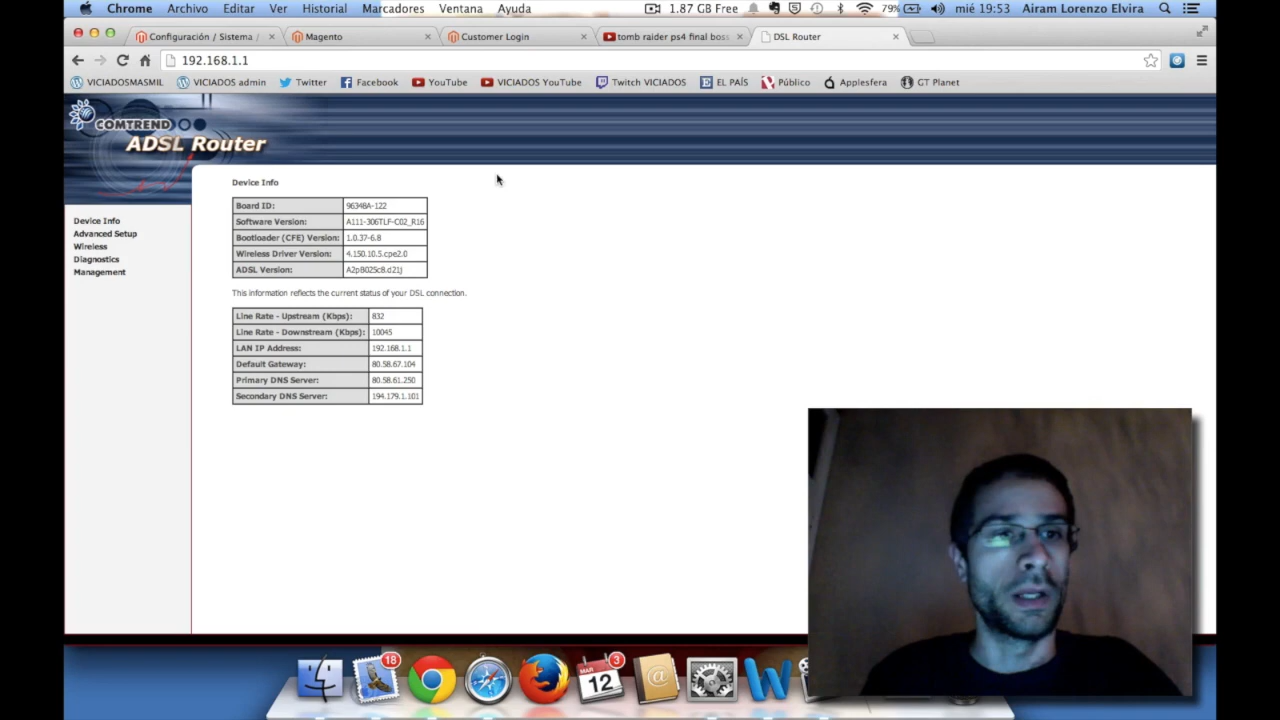 Chrome Archivo Editar Ver Historial Marcadores Ventana Ayuda 1.87 GB Free 79% mié 19:53 Airam Lorenzo Elvira
Configuración / Sistema / Magento Customer Login tomb raider ps4 final boss DSL Router
192.168.1.1
VICIADOSMASMIL VICIADOS admin Twitter Facebook YouTube VICIADOS YouTube Twitch VICIADOS EL PAÍS Público Applesfera GT Planet
COMTREND
ADSL Router
Device Info
Advanced Setup
Wireless
Diagnostics
Management
Device Info
Board ID: 96348A-122
Software Version: A111-306TLF-C02_R16
Bootloader (CFE) Version: 1.0.37-6.8
Wireless Driver Version: 4.150.10.5.cpe2.0
ADSL Version: A2pB025c8.d21j
This information reflects the current status of your DSL connection.
Line Rate - Upstream (Kbps): 832
Line Rate - Downstream (Kbps): 10045
LAN IP Address: 192.168.1.1
Default Gateway: 80.58.67.104
Primary DNS Server: 80.58.61.250
Secondary DNS Server: 194.179.1.101
18
MAR
12
3